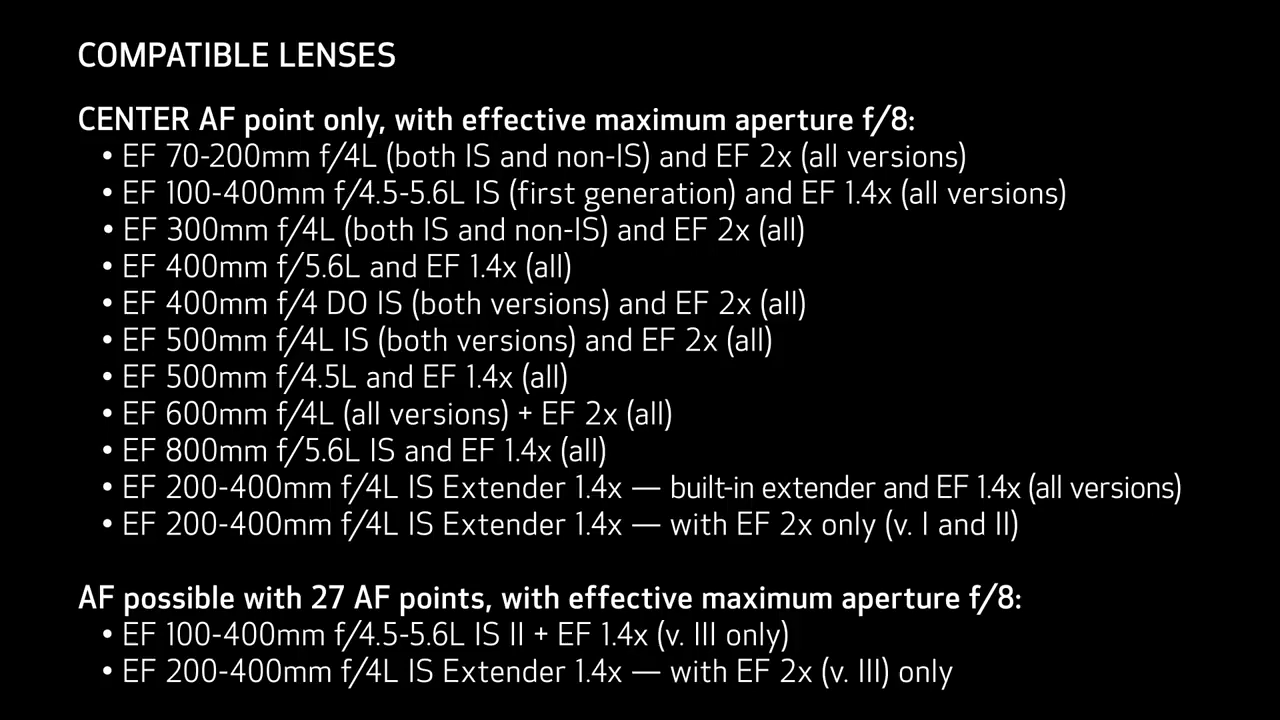 COMPATIBLE LENSES
CENTER AF point only, with effective maximum aperture f/8:
• EF 70-200mm f/4L (both IS and non-IS) and EF 2x (all versions)
• EF 100-400mm f/4.5-5.6L IS (first generation) and EF 1.4x (all versions)
• EF 300mm f/4L (both IS and non-IS) and EF 2x (all)
• EF 400mm f/5.6L and EF 1.4x (all)
• EF 400mm f/4 DO IS (both versions) and EF 2x (all)
• EF 500mm f/4L IS (both versions) and EF 2x (all)
• EF 500mm f/4.5L and EF 1.4x (all)
• EF 600mm f/4L (all versions) + EF 2x (all)
• EF 800mm f/5.6L IS and EF 1.4x (all)
• EF 200-400mm f/4L IS Extender 1.4x — built-in extender and EF 1.4x (all versions)
• EF 200-400mm f/4L IS Extender 1.4x — with EF 2x only (v. I and II)
AF possible with 27 AF points, with effective maximum aperture f/8:
• EF 100-400mm f/4.5-5.6L IS II + EF 1.4x (v. III only)
• EF 200-400mm f/4L IS Extender 1.4x — with EF 2x (v. III) only